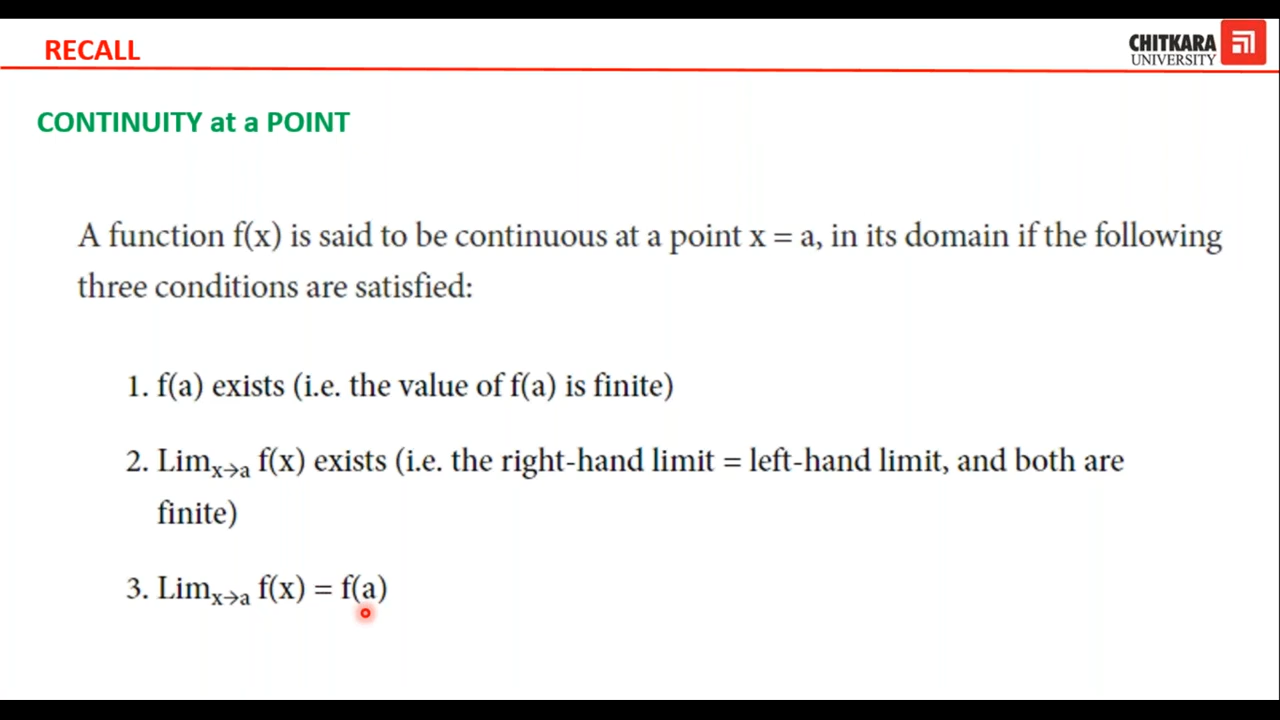 RECALL
CHITKARA
UNIVERSITY
CONTINUITY at a POINT
A function f(x) is said to be continuous at a point x = a, in its domain if the following
three conditions are satisfied:
1. f(a) exists (i.e. the value of f(a) is finite)
2. Limₓ→ₐ f(x) exists (i.e. the right-hand limit = left-hand limit, and both are
finite)
3. Limₓ→ₐ f(x) = f(a)